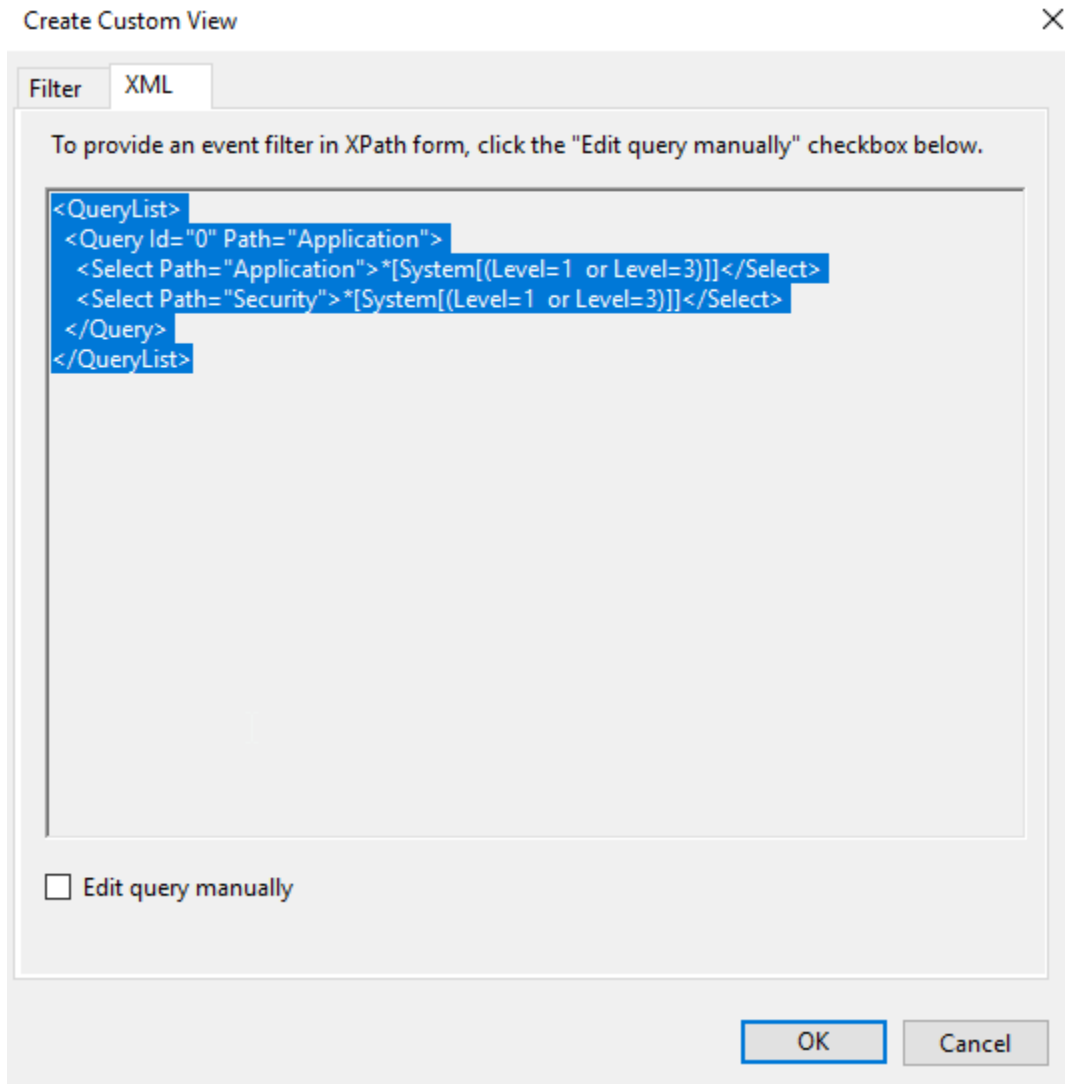 Create Custom View
Filter XML
To provide an event filter in XPath form, click the "Edit query manually" checkbox below.
<QueryList>
<Query Id="0" Path="Application">
<Select Path="Application">*[System[(Level=1  or Level=3)]]</Select>
<Select Path="Security">*[System[(Level=1  or Level=3)]]</Select>
</Query>
</QueryList>
Edit query manually
OK Cancel